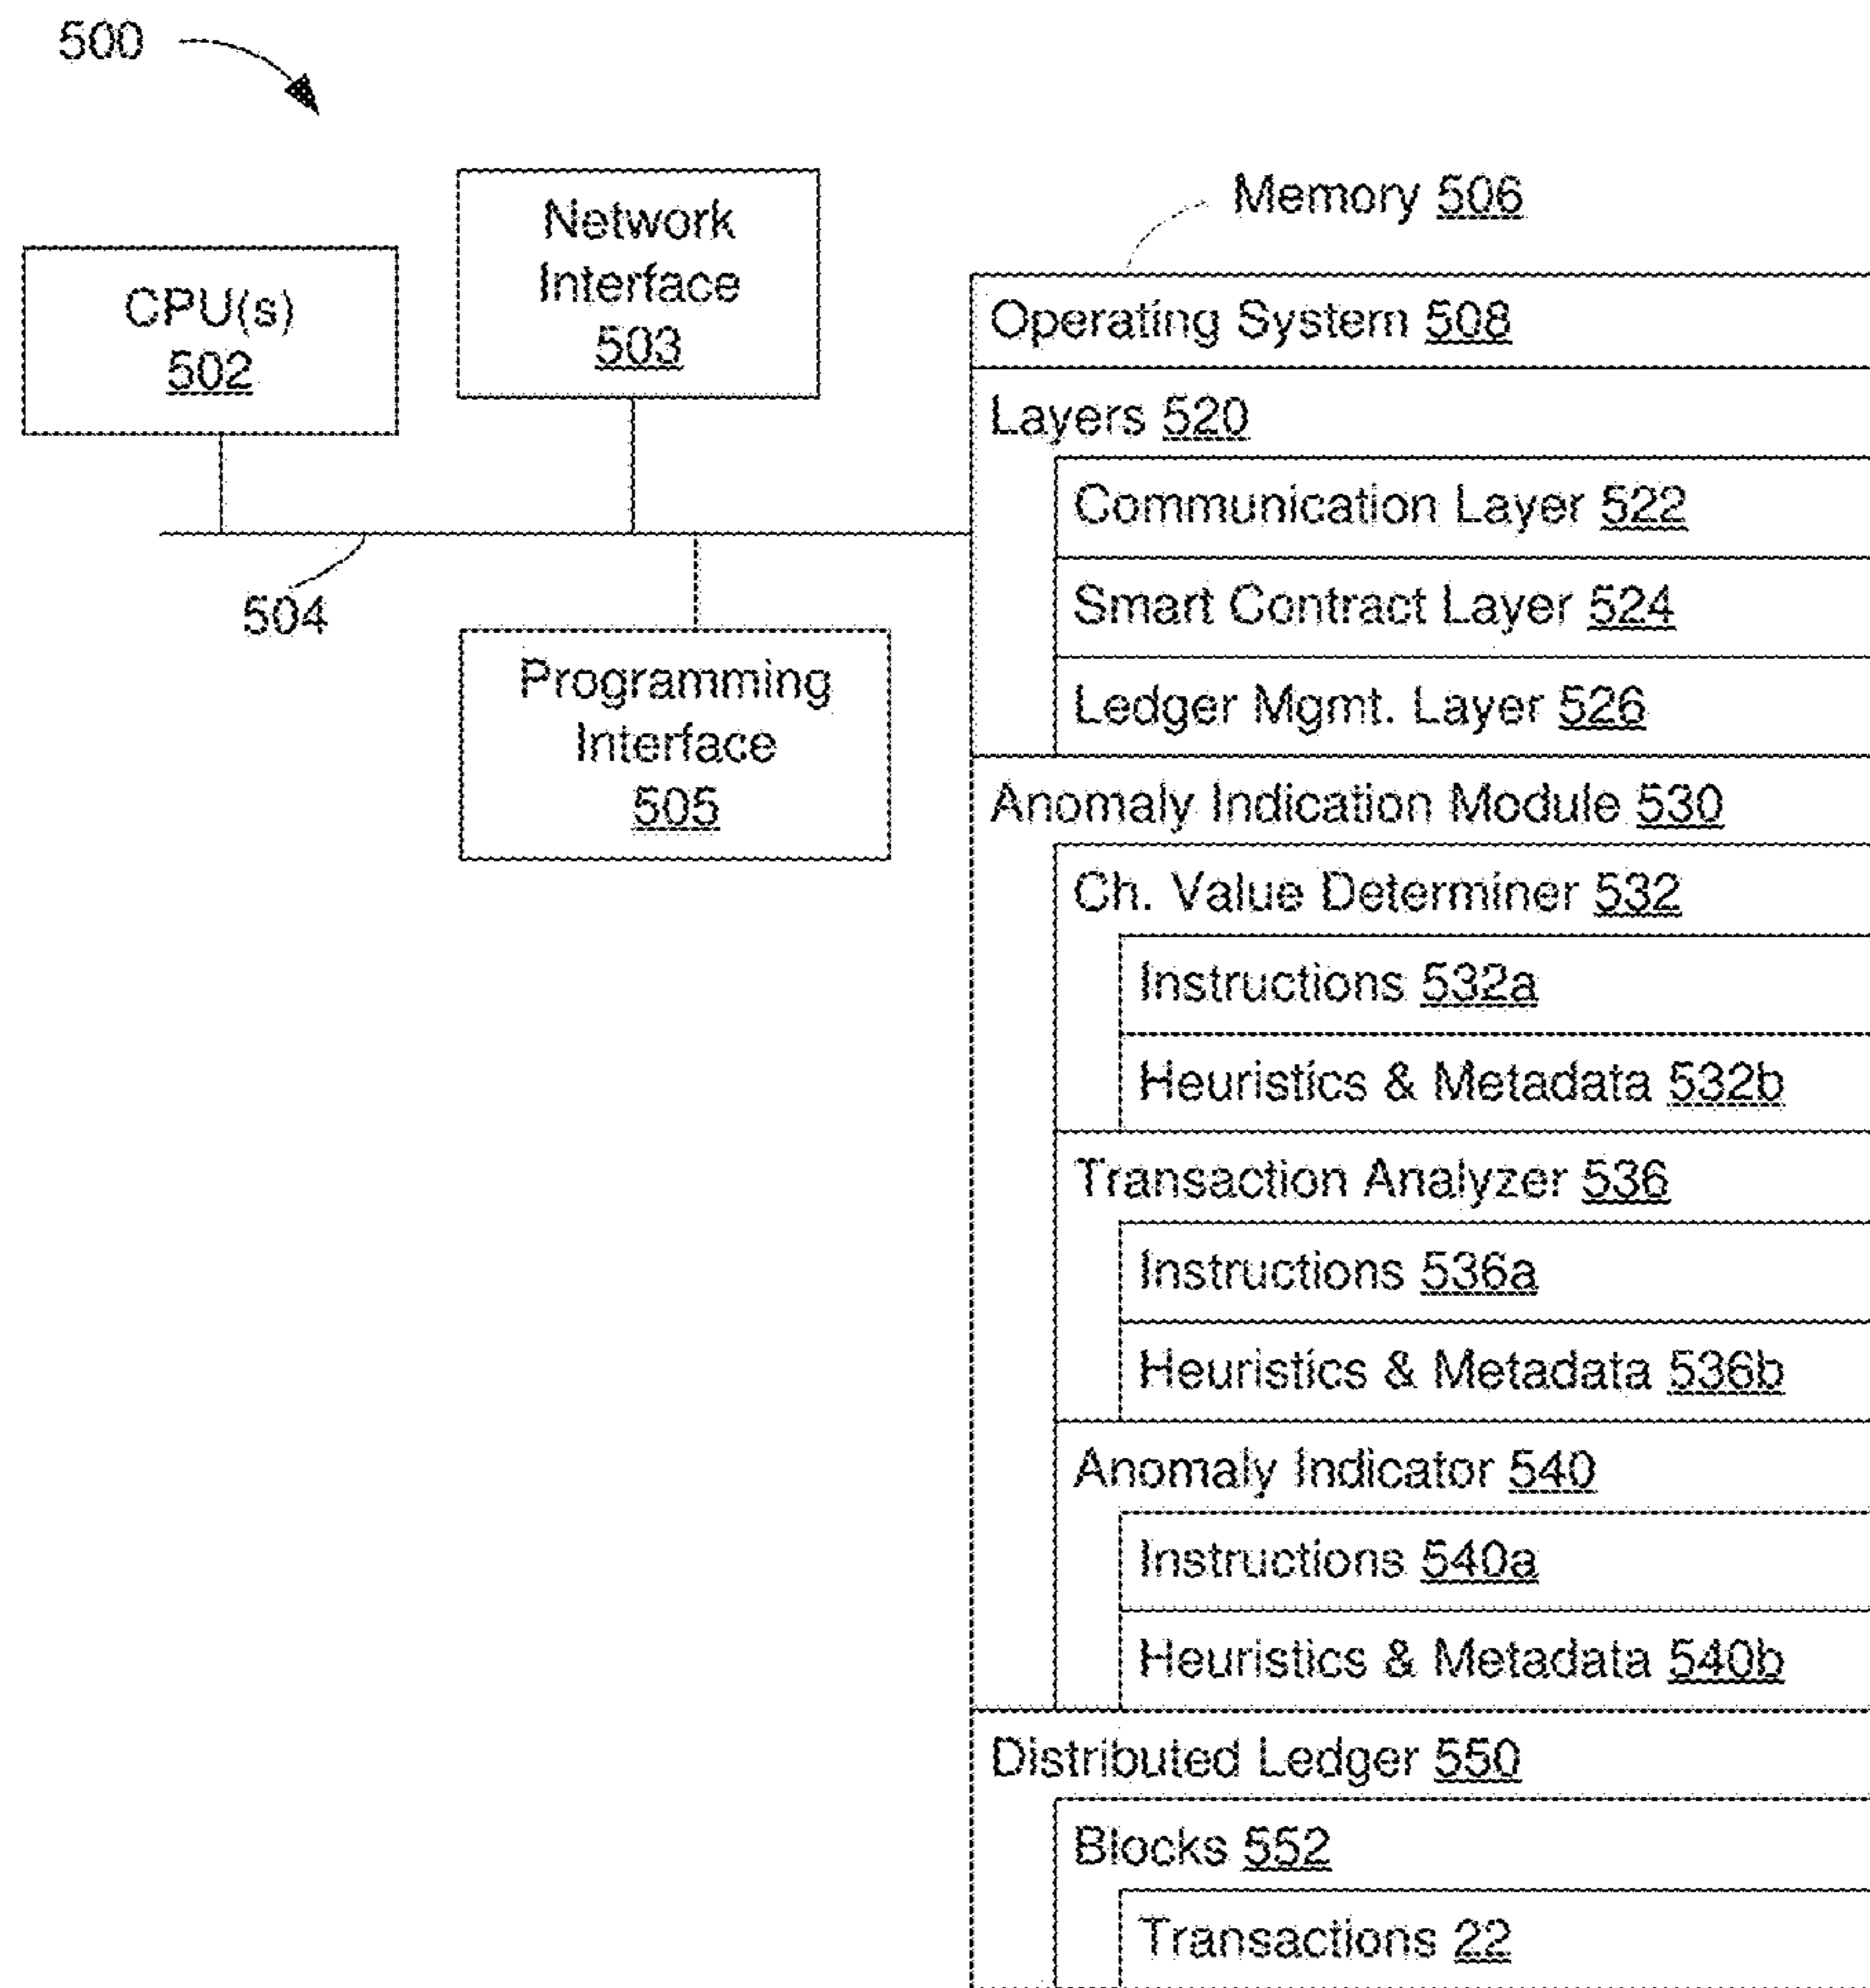 500
CPU(s)
502
Network
Interface
503
504
Programming
Interface
505
Memory 506
Operating System 508
Layers 520
Communication Layer 522
Smart Contract Layer 524
Ledger Mgmt. Layer 526
Anomaly Indication Module 530
Ch. Value Determiner 532
Instructions 532a
Heuristics & Metadata 532b
Transaction Analyzer 536
Instructions 536a
Heuristics & Metadata 536b
Anomaly Indicator 540
Instructions 540a
Heuristics & Metadata 540b
Distributed Ledger 550
Blocks 552
Transactions 22